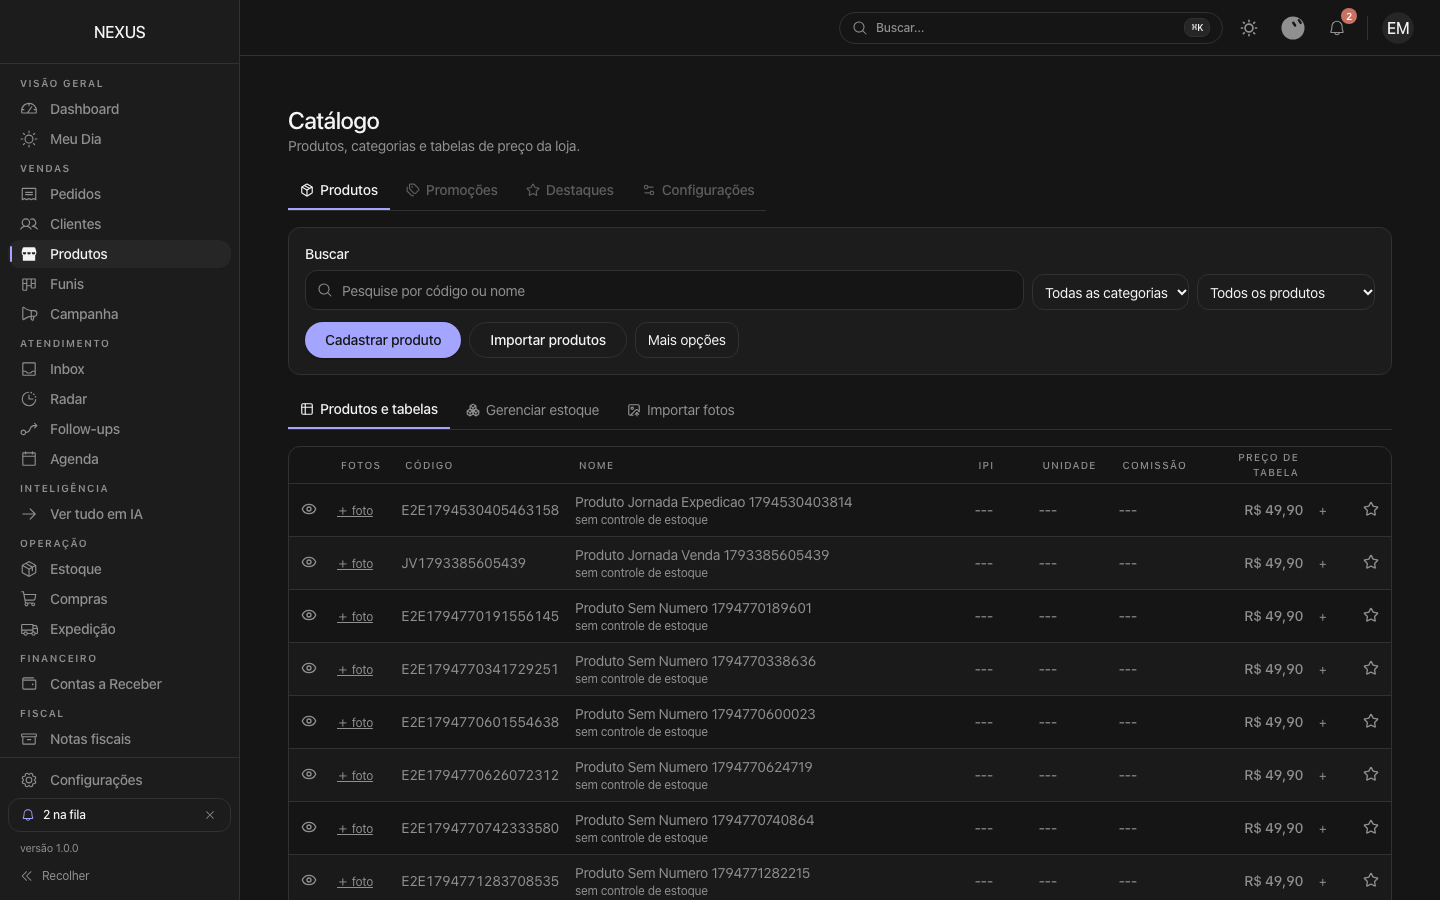 NEXUS
Buscar...
⌘K
2
EM
VISÃO GERAL
Dashboard
Meu Dia
VENDAS
Pedidos
Clientes
Produtos
Funis
Campanha
ATENDIMENTO
Inbox
Radar
Follow-ups
Agenda
INTELIGÊNCIA
Ver tudo em IA
OPERAÇÃO
Estoque
Compras
Expedição
FINANCEIRO
Contas a Receber
FISCAL
Notas fiscais
Configurações
2 na fila
versão 1.0.0
Recolher
Catálogo
Produtos, categorias e tabelas de preço da loja.
Produtos Promoções Destaques Configurações
Buscar
Pesquise por código ou nome Todas as categorias Todos os produtos
Cadastrar produto Importar produtos Mais opções
Produtos e tabelas Gerenciar estoque Importar fotos
FOTOS CÓDIGO NOME IPI UNIDADE COMISSÃO PREÇO DE TABELA
+ foto E2E1794530405463158 Produto Jornada Expedicao 1794530403814 --- --- --- R$ 49,90 +
sem controle de estoque
+ foto JV1793385605439 Produto Jornada Venda 1793385605439 --- --- --- R$ 49,90 +
sem controle de estoque
+ foto E2E1794770191556145 Produto Sem Numero 1794770189601 --- --- --- R$ 49,90 +
sem controle de estoque
+ foto E2E1794770341729251 Produto Sem Numero 1794770338636 --- --- --- R$ 49,90 +
sem controle de estoque
+ foto E2E1794770601554638 Produto Sem Numero 1794770600023 --- --- --- R$ 49,90 +
sem controle de estoque
+ foto E2E1794770626072312 Produto Sem Numero 1794770624719 --- --- --- R$ 49,90 +
sem controle de estoque
+ foto E2E1794770742333580 Produto Sem Numero 1794770740864 --- --- --- R$ 49,90 +
sem controle de estoque
+ foto E2E1794771283708535 Produto Sem Numero 1794771282215 --- --- --- R$ 49,90 +
sem controle de estoque